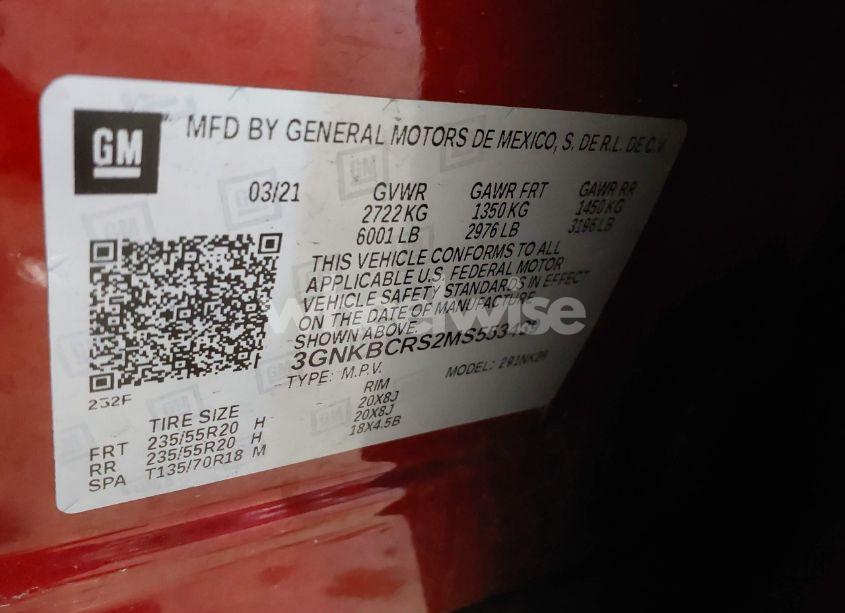 GM
MFD BY GENERAL MOTORS DE MEXICO, S. DE R.L. DE C.V.
03/21 GVWR GAWR FRT GAWR RR
2722 KG 1350 KG 1450 KG
6001 LB 2976 LB 3196 LB
THIS VEHICLE CONFORMS TO ALL
APPLICABLE U.S. FEDERAL MOTOR
VEHICLE SAFETY STANDARDS IN EFFECT
ON THE DATE OF MANUFACTURE
SHOWN ABOVE.
TYPE: M.P.V. MODEL:
232F
TIRE SIZE RIM
FRT 235/55R20 H 20X8J
RR 235/55R20 H 20X8J
SPA T135/70R18 M 18X4.5B